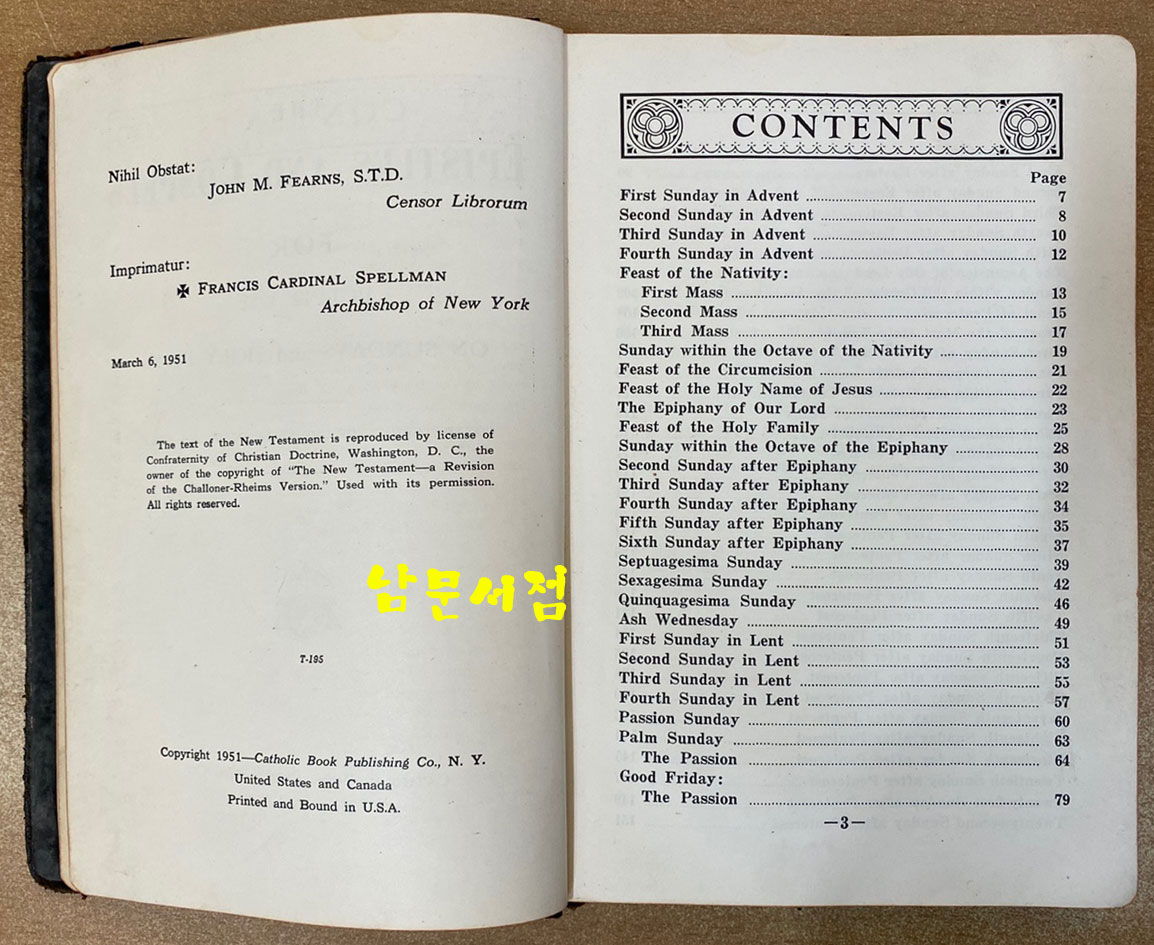 Nihil Obstat:
JOHN M. FEARNS, S.T.D.
Censor Librorum
Imprimatur:
✠ FRANCIS CARDINAL SPELLMAN
Archbishop of New York
March 6, 1951
The text of the New Testament is reproduced by license of
Confraternity of Christian Doctrine, Washington, D. C., the
owner of the copyright of "The New Testament—a Revision
of the Challoner-Rheims Version." Used with its permission.
All rights reserved.
남문서점
T-195
Copyright 1951—Catholic Book Publishing Co., N. Y.
United States and Canada
Printed and Bound in U.S.A.
CONTENTS
Page
First Sunday in Advent 7
Second Sunday in Advent 8
Third Sunday in Advent 10
Fourth Sunday in Advent 12
Feast of the Nativity:
First Mass 13
Second Mass 15
Third Mass 17
Sunday within the Octave of the Nativity 19
Feast of the Circumcision 21
Feast of the Holy Name of Jesus 22
The Epiphany of Our Lord 23
Feast of the Holy Family 25
Sunday within the Octave of the Epiphany 28
Second Sunday after Epiphany 30
Third Sunday after Epiphany 32
Fourth Sunday after Epiphany 34
Fifth Sunday after Epiphany 35
Sixth Sunday after Epiphany 37
Septuagesima Sunday 39
Sexagesima Sunday 42
Quinquagesima Sunday 46
Ash Wednesday 49
First Sunday in Lent 51
Second Sunday in Lent 53
Third Sunday in Lent 55
Fourth Sunday in Lent 57
Passion Sunday 60
Palm Sunday 63
The Passion 64
Good Friday:
The Passion 79
—3—